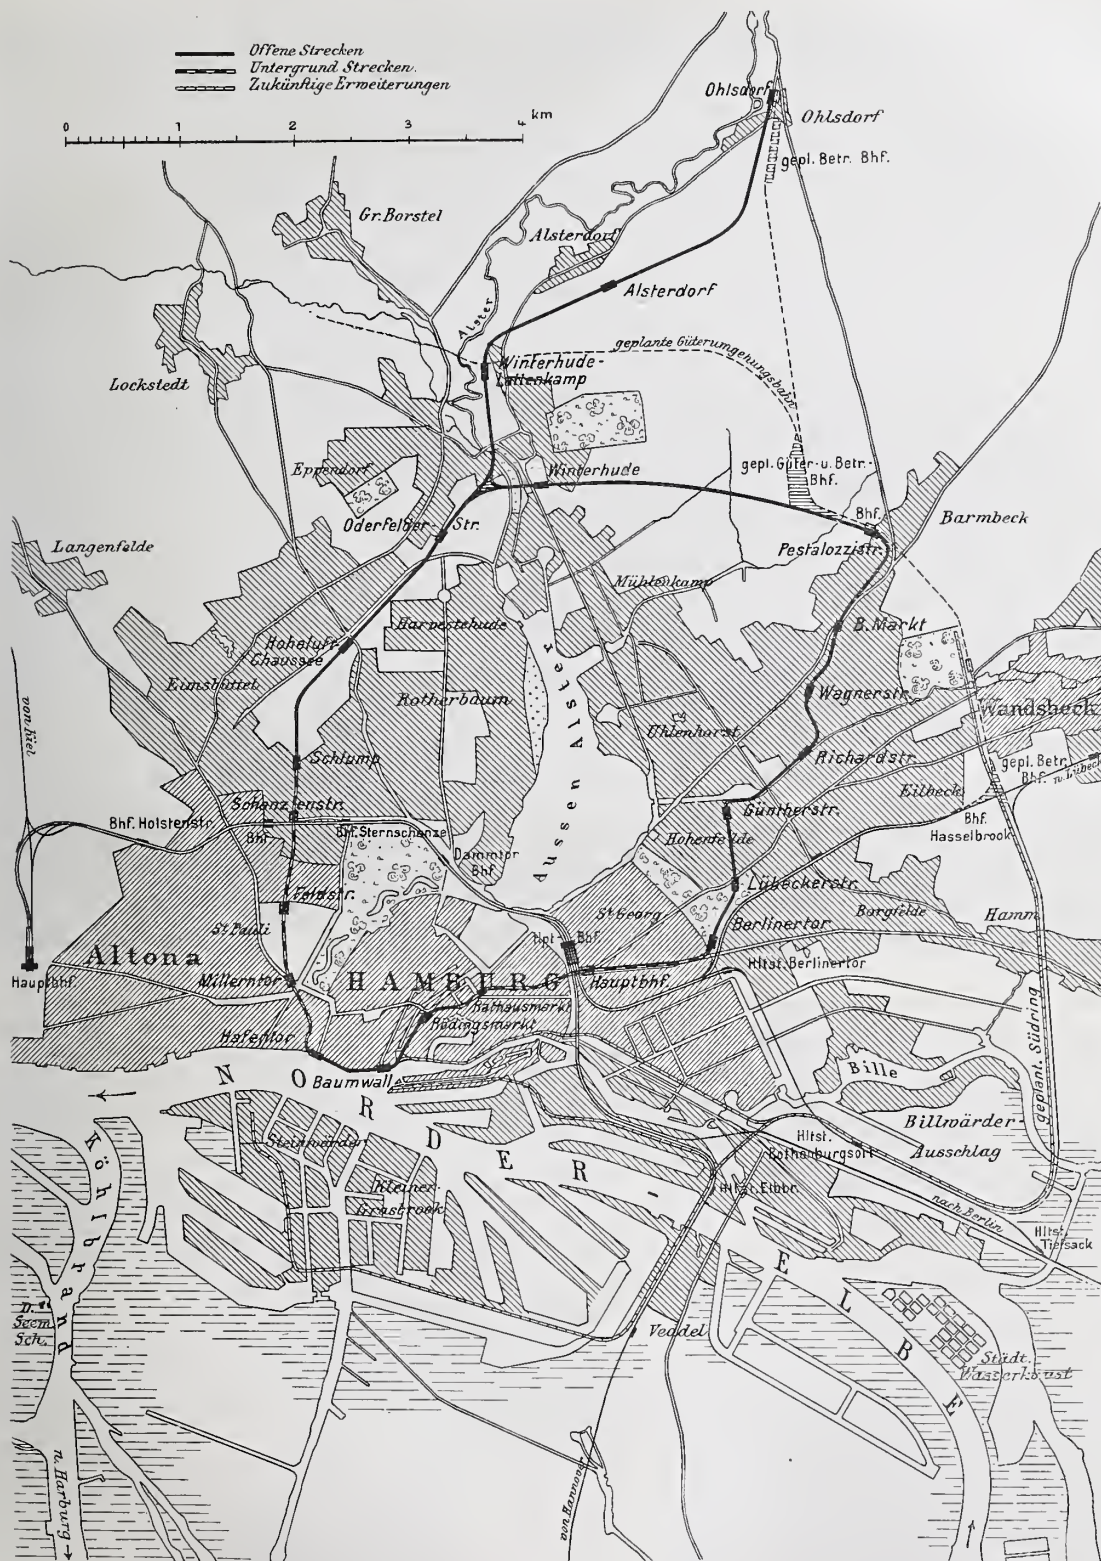 Offene Strecken
Untergrund Strecken.
Zukünftige Erweiterungen
0 1 2 3 4 km
Ohlsdorf
Ohlsdorf
gepl. Betr. Bhf.
Gr. Borstel
Alsterdorf
Alsterdorf
Alster
Winterhude-
Lattenkamp
geplante Güterumgehungsbahn
Lockstedt
Eppendorf
Winterhude
gepl. Güter- u. Betr.-
Bhf.
Oderfelder-
Str.
Bhf.
Barmbeck
Pestalozzistr.
Langenfelde
Mühlenkamp
Harvestehude
B. Markt
Hoheluft-
Chaussee
Eimsbüttel
Rotherbaum
Wagnerstr.
Wandsbeck
von Kiel
Uhlenhorst
Aussen Alster
Richardstr.
Schlump
gepl. Betr.
Bhf.
n. Lübeck
Eilbeck
Schanzenstr.
Güntherstr.
Bhf. Holstenstr.
Bhf.
Bhf. Sternschanze
Bhf.
Hasselbrook
Hohenfelde
Dammtor
Bhf.
Feldstr.
Lübeckerstr.
St. Georg
Borgfelde
Hamm
St. Pauli
Berlinertor
Altona
Hpt-Bhf.
Hltst. Berlinertor
Hauptbhf.
Millerntor
HAMBURG
Hauptbhf.
Rathausmarkt
Rödingsmarkt
Hafentor
geplant. Südring
Baumwall
Bille
NORDER-ELBE
Billwärder-
Ausschlag
Steinwärder
Hltst.
Rothenburgsort
Köhlbrand
Kleiner-
Grasbrook
Hltst. Elbbr.
nach Berlin
Hltst.
Tiefsack
D.
Seem.
Sch.
Veddel
Städt.
Wasserkunst
n. Harburg
von Hannover